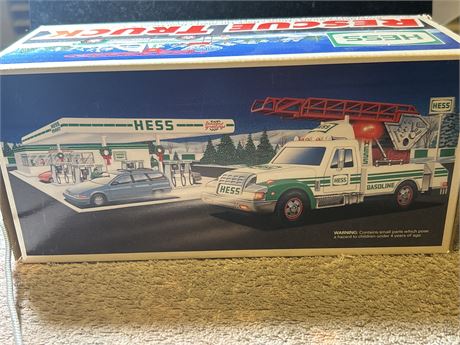 RESCUE TRUCK
HESS
HESS
HESS
HESS
HESS
GASOLINE
WARNING: Contains small parts which pose
a hazard to children under 4 years of age.